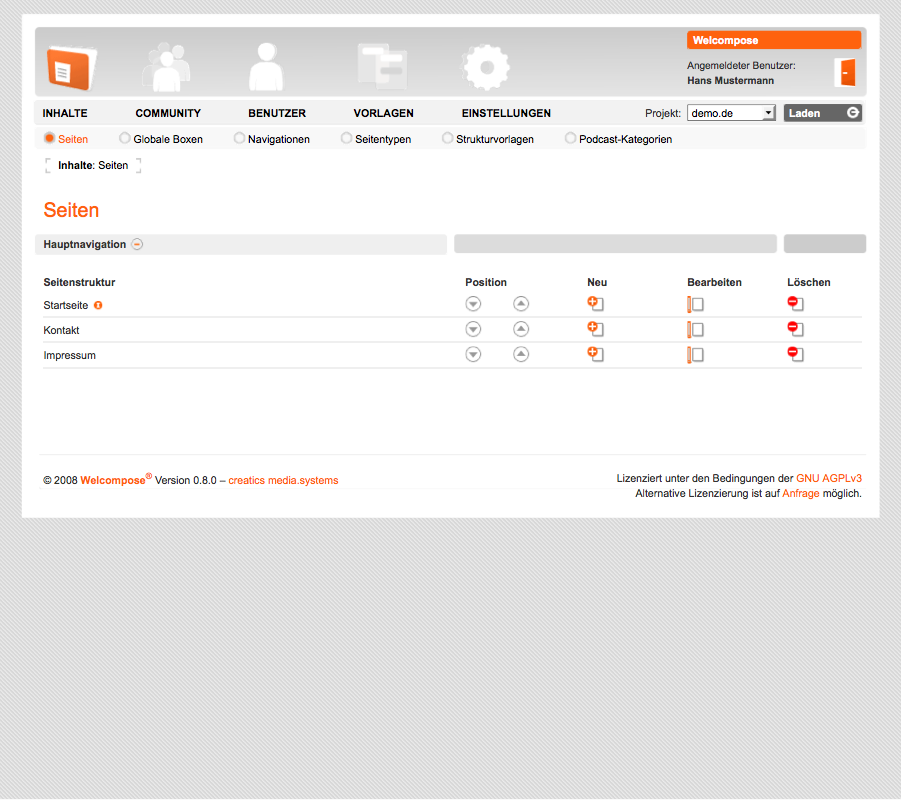 Welcompose
Angemeldeter Benutzer:
Hans Mustermann
INHALTE COMMUNITY BENUTZER VORLAGEN EINSTELLUNGEN Projekt: demo.de Laden
Seiten Globale Boxen Navigationen Seitentypen Strukturvorlagen Podcast-Kategorien
Inhalte: Seiten
Seiten
Hauptnavigation
Seitenstruktur Position Neu Bearbeiten Löschen
Startseite
Kontakt
Impressum
© 2008 Welcompose® Version 0.8.0 – creatics media.systems
Lizenziert unter den Bedingungen der GNU AGPLv3
Alternative Lizenzierung ist auf Anfrage möglich.